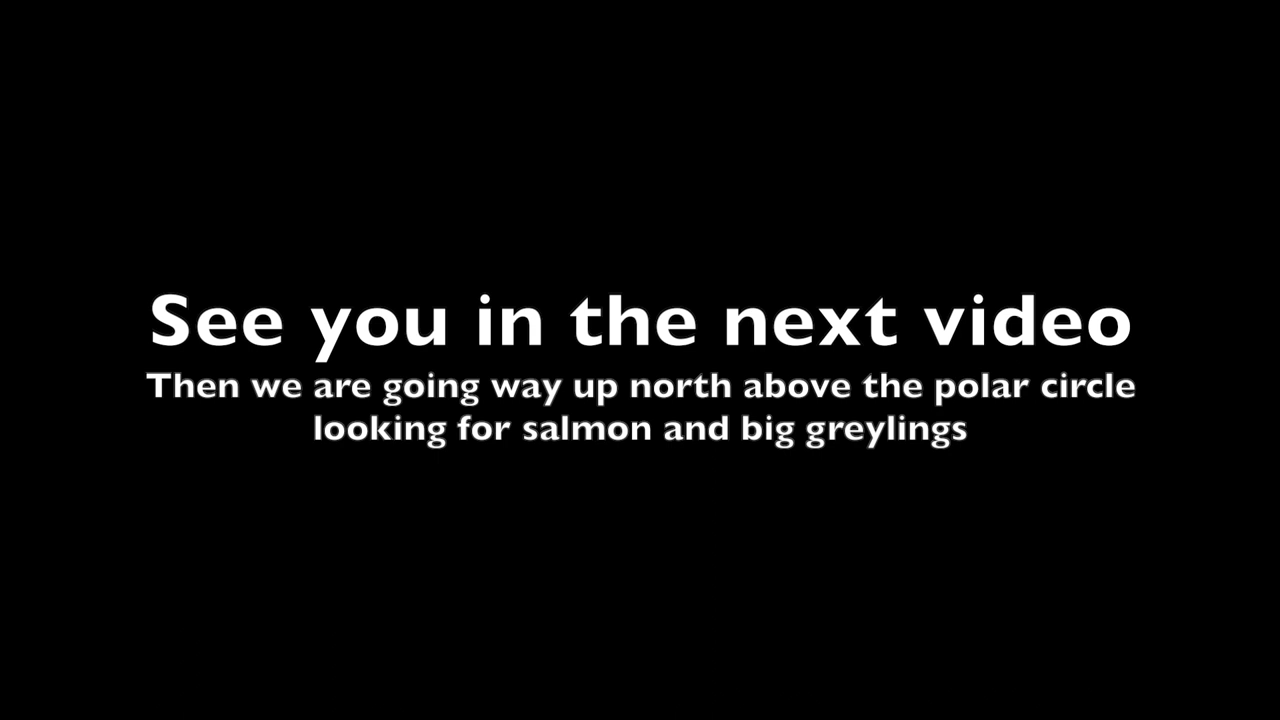 See you in the next video
Then we are going way up north above the polar circle
looking for salmon and big greylings